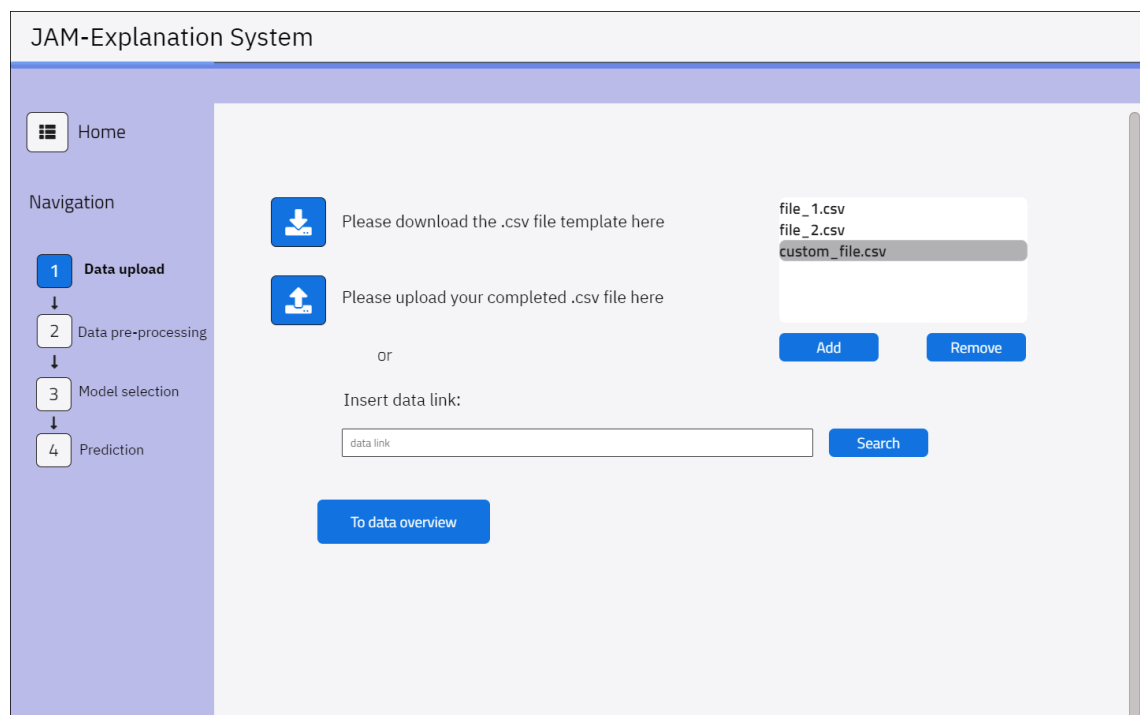 JAM-Explanation System
Home
Navigation
1 Data upload
2 Data pre-processing
3 Model selection
4 Prediction
Please download the .csv file template here
Please upload your completed .csv file here
or
Insert data link:
data link
Search
To data overview
file_1.csv
file_2.csv
custom_file.csv
Add
Remove